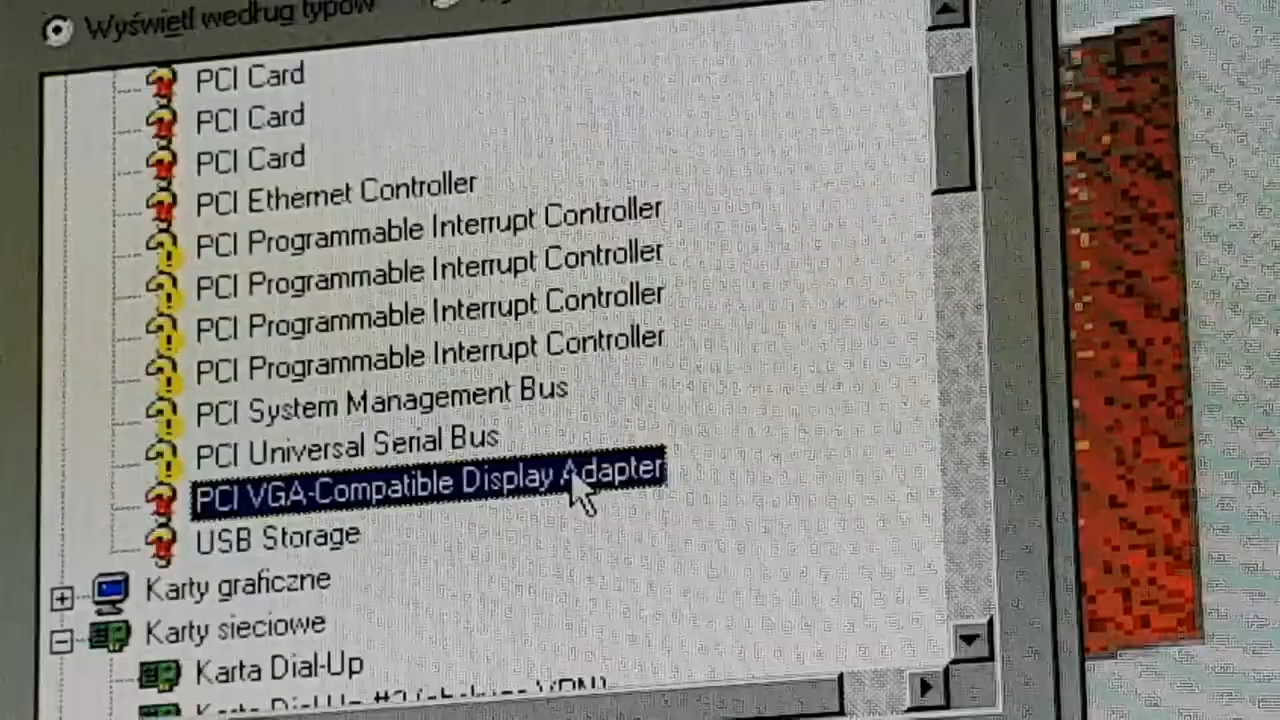 Wyświetl według typów
PCI Card
PCI Card
PCI Card
PCI Ethernet Controller
PCI Programmable Interrupt Controller
PCI Programmable Interrupt Controller
PCI Programmable Interrupt Controller
PCI Programmable Interrupt Controller
PCI System Management Bus
PCI Universal Serial Bus
PCI VGA-Compatible Display Adapter
USB Storage
Karty graficzne
Karty sieciowe
Karta Dial-Up